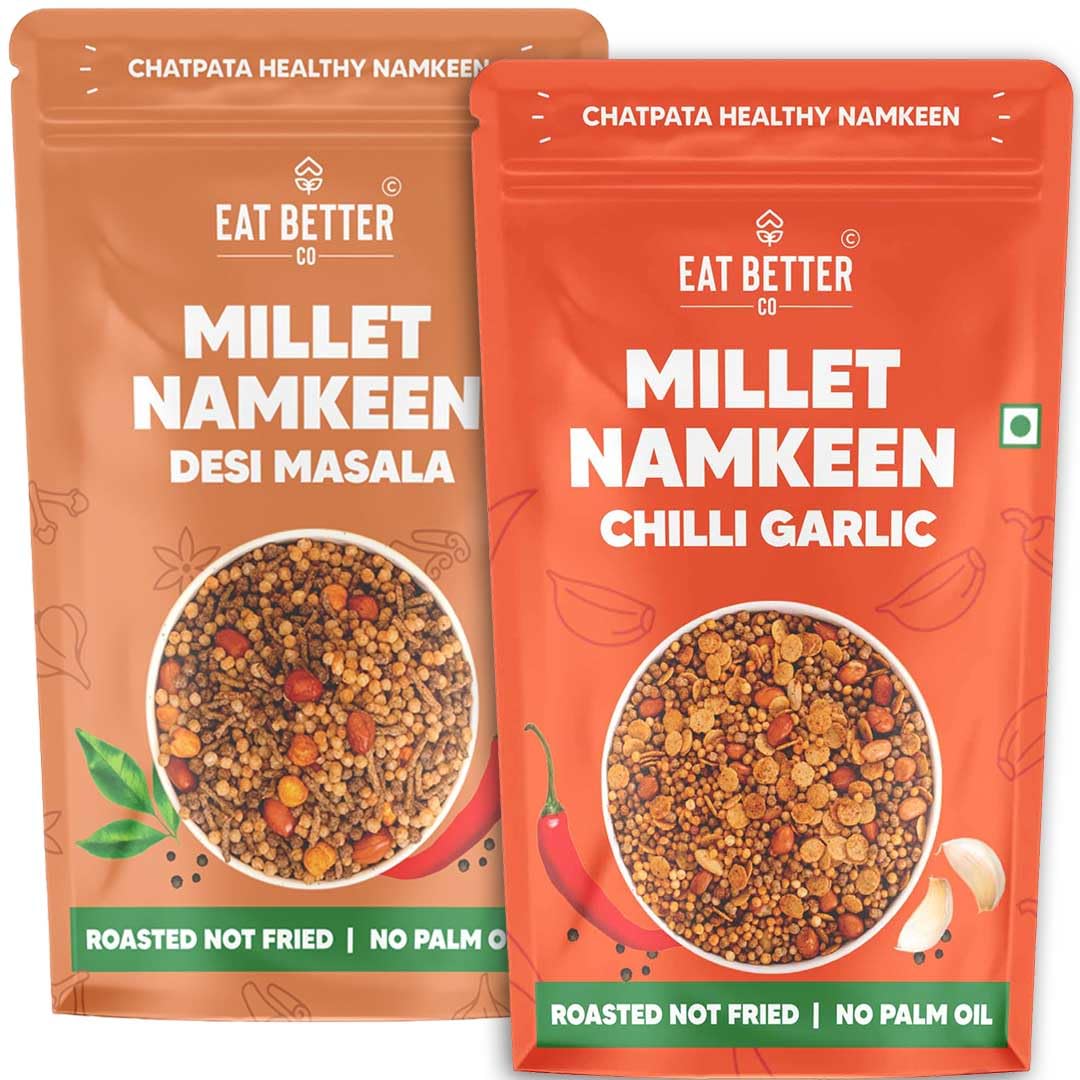 CHATPATA HEALTHY NAMKEEN
©
EAT BETTER
CO
MILLET
NAMKEEN
DESI MASALA
ROASTED NOT FRIED | NO PALM O
CHATPATA HEALTHY NAMKEEN
©
EAT BETTER
CO
MILLET
NAMKEEN
CHILLI GARLIC
ROASTED NOT FRIED | NO PALM OIL